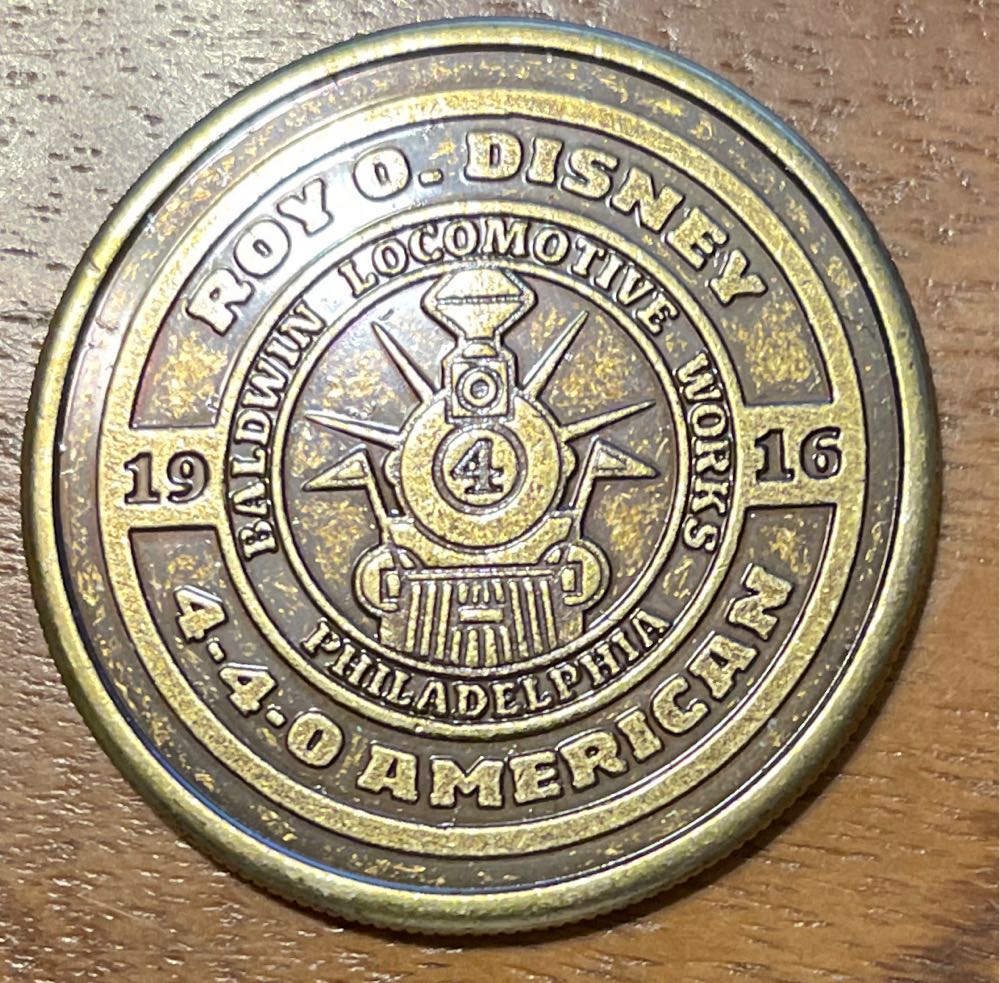 ROY O. DISNEY
BALDWIN LOCOMOTIVE WORKS
4
19 16
PHILADELPHIA
4-4-0 AMERICAN